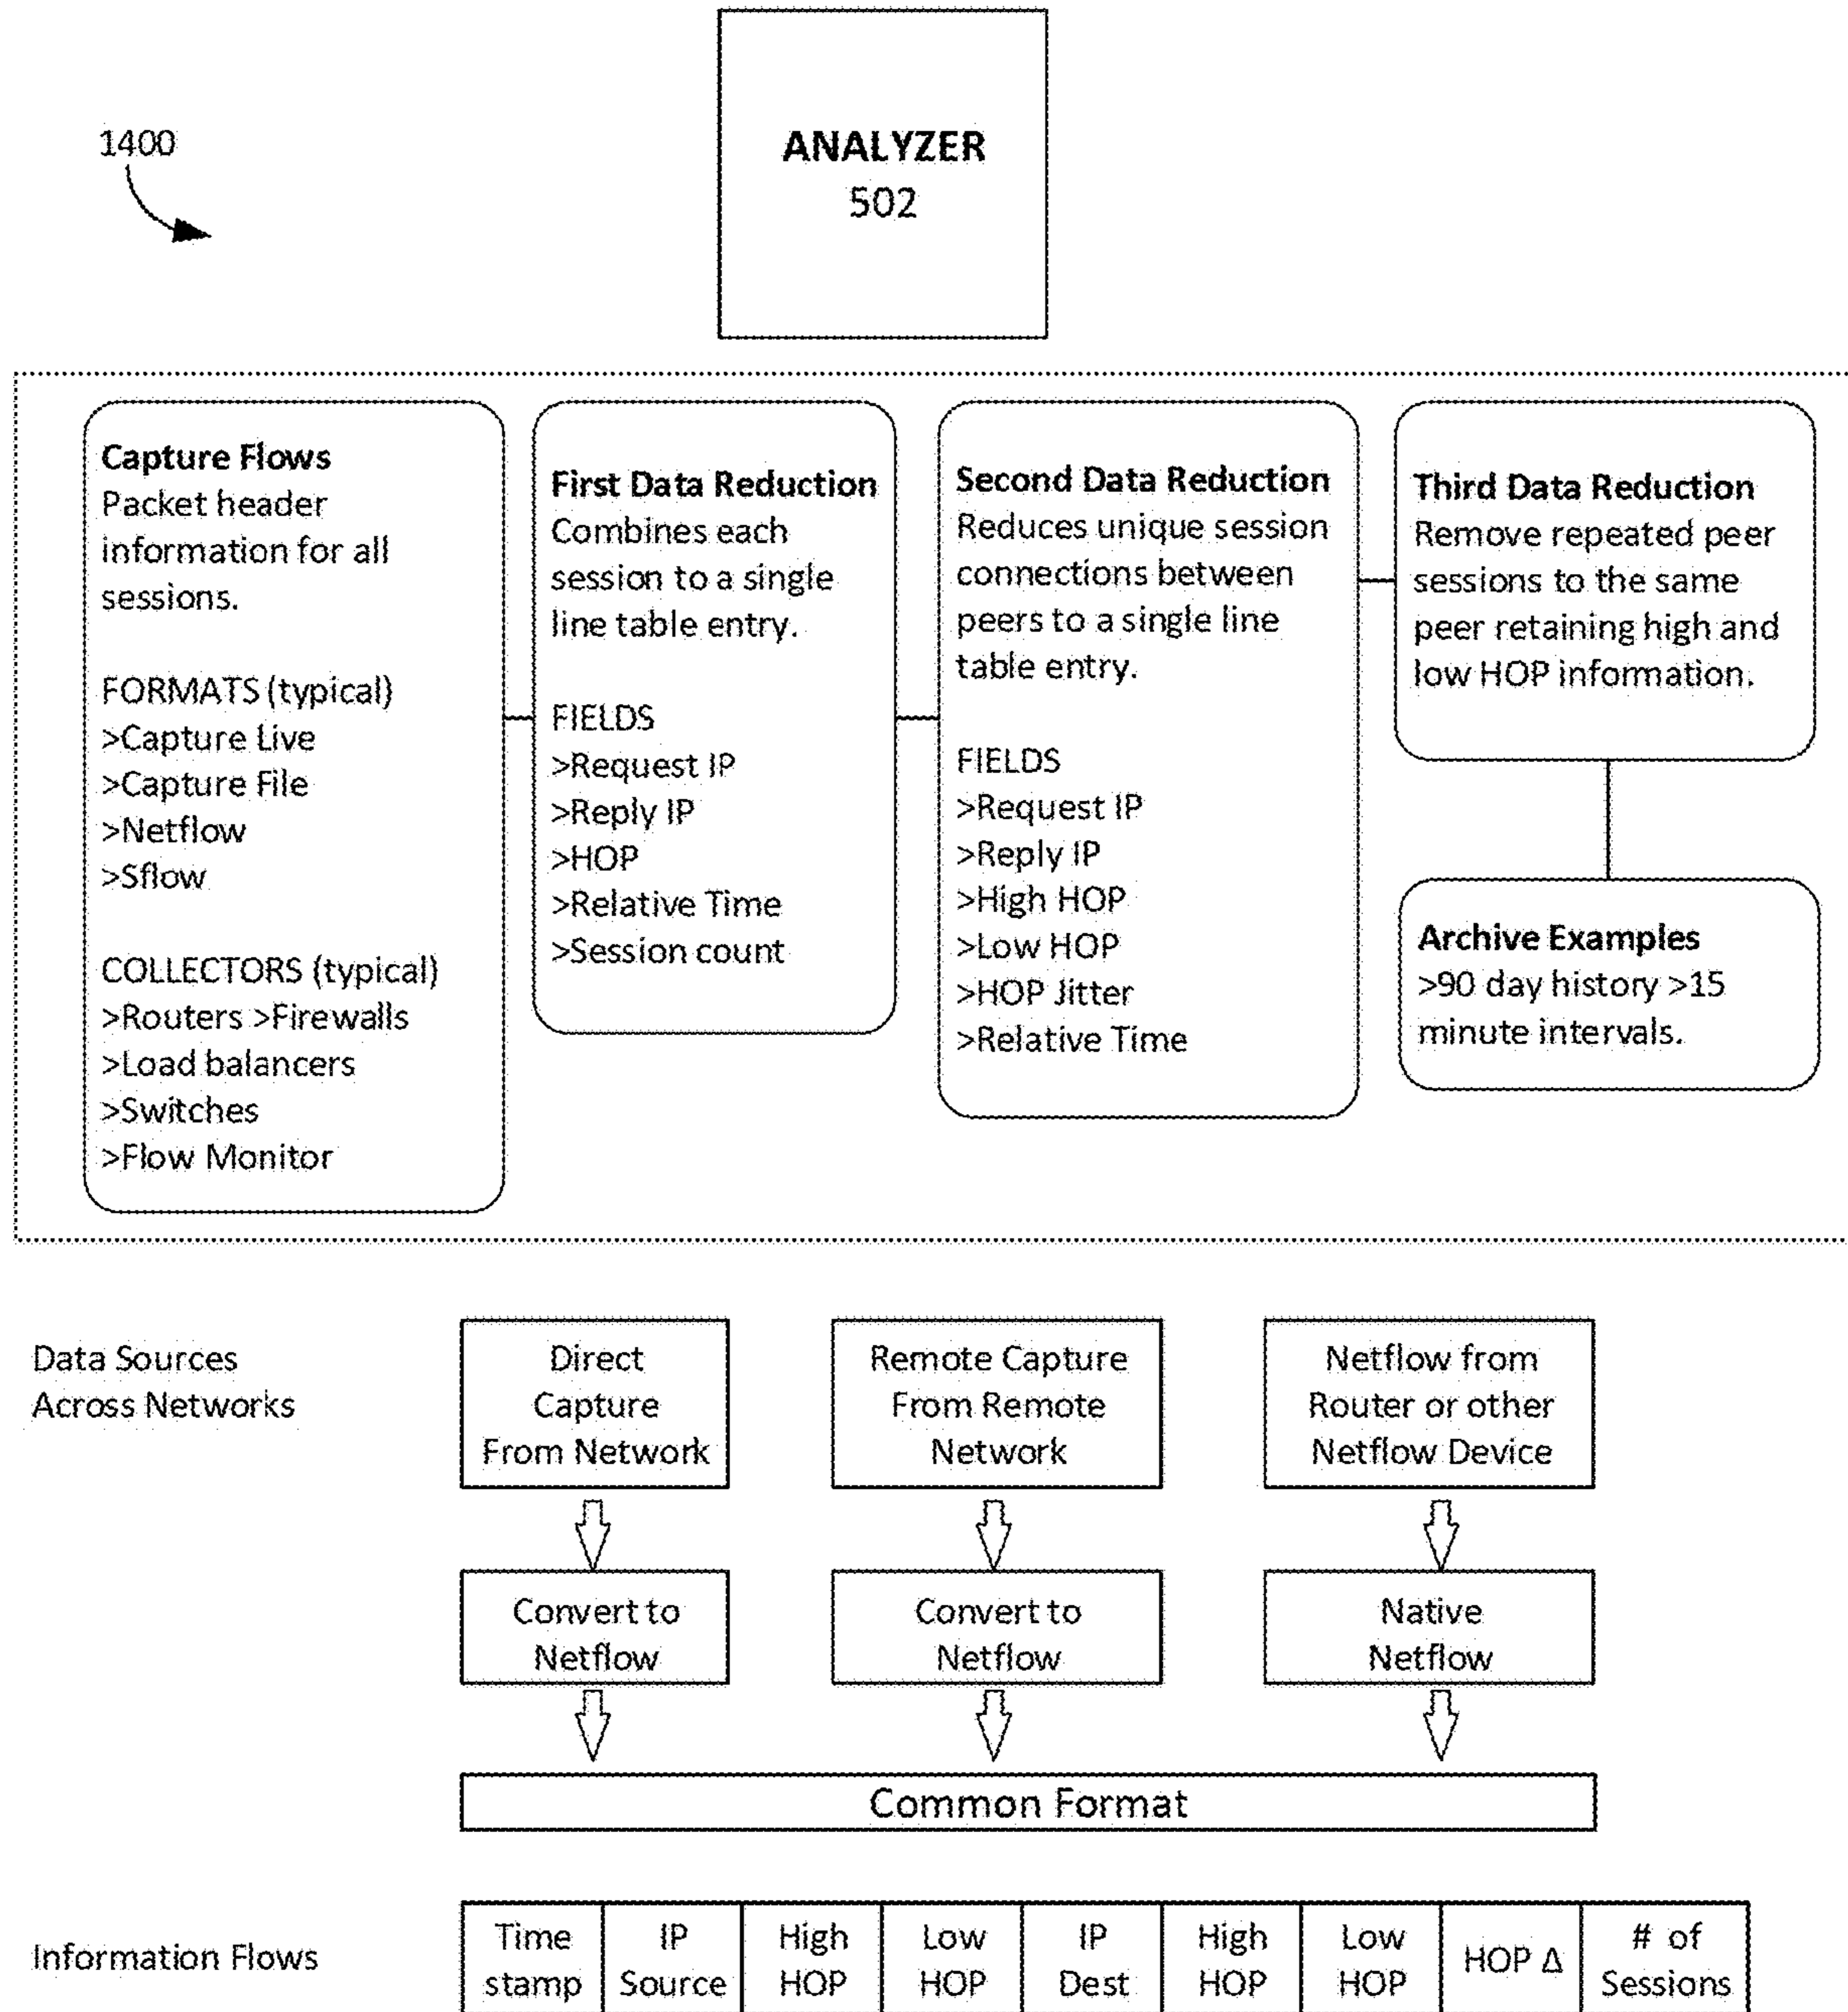 1400
ANALYZER
502
Capture Flows
Packet header
information for all
sessions.
FORMATS (typical)
>Capture Live
>Capture File
>Netflow
>Sflow
COLLECTORS (typical)
>Routers >Firewalls
>Load balancers
>Switches
>Flow Monitor
First Data Reduction
Combines each
session to a single
line table entry.
FIELDS
>Request IP
>Reply IP
>HOP
>Relative Time
>Session count
Second Data Reduction
Reduces unique session
connections between
peers to a single line
table entry.
FIELDS
>Request IP
>Reply IP
>High HOP
>Low HOP
>HOP Jitter
>Relative Time
Third Data Reduction
Remove repeated peer
sessions to the same
peer retaining high and
low HOP information.
Archive Examples
>90 day history >15
minute intervals.
Data Sources
Across Networks
Direct
Capture
From Network
Remote Capture
From Remote
Network
Netflow from
Router or other
Netflow Device
Convert to
Netflow
Convert to
Netflow
Native
Netflow
Common Format
Information Flows
Time
stamp
IP
Source
High
HOP
Low
HOP
IP
Dest
High
HOP
Low
HOP
HOP Δ
# of
Sessions